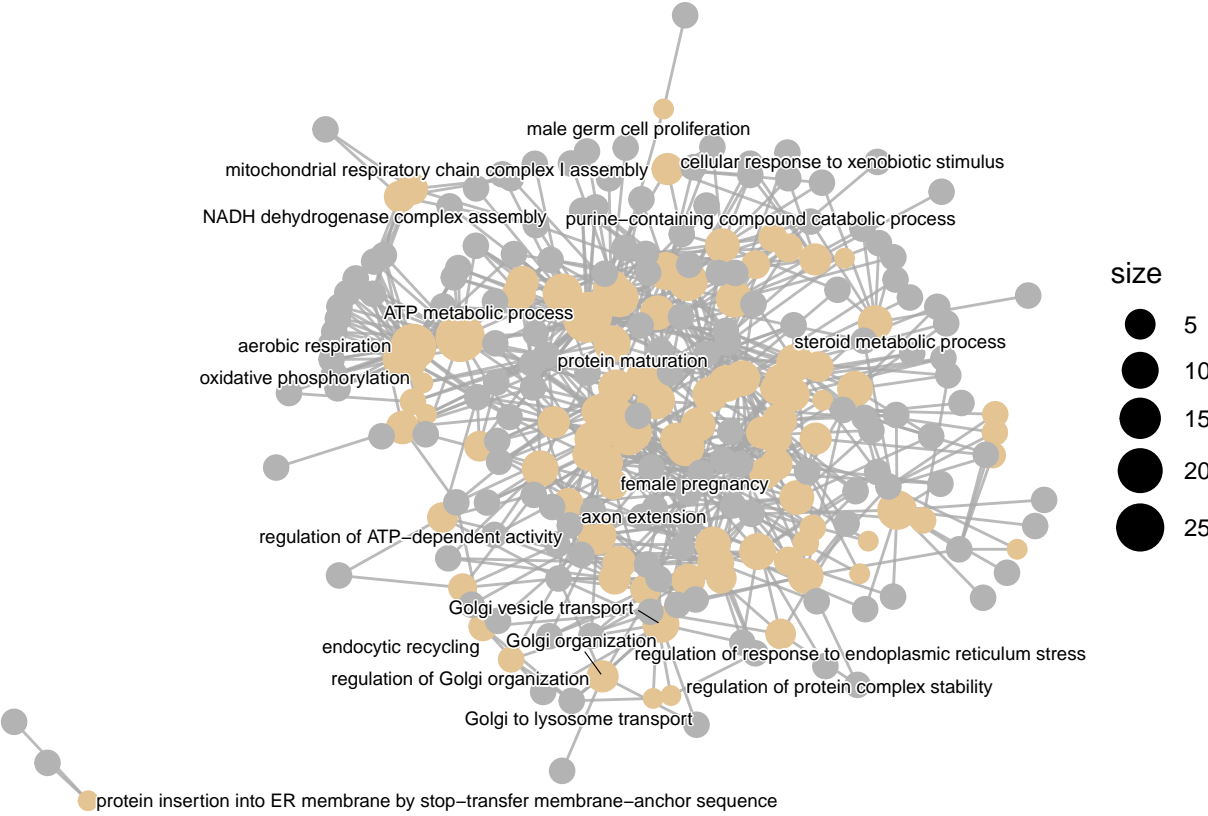 male germ cell proliferation
cellular response to xenobiotic stimulus
mitochondrial respiratory chain complex I assembly
NADH dehydrogenase complex assembly
purine−containing compound catabolic process
size
5
10
15
20
25
ATP metabolic process
aerobic respiration
steroid metabolic process
protein maturation
oxidative phosphorylation
female pregnancy
axon extension
regulation of ATP−dependent activity
Golgi vesicle transport
endocytic recycling
Golgi organization
regulation of response to endoplasmic reticulum stress
regulation of Golgi organization
regulation of protein complex stability
Golgi to lysosome transport
protein insertion into ER membrane by stop−transfer membrane−anchor sequence